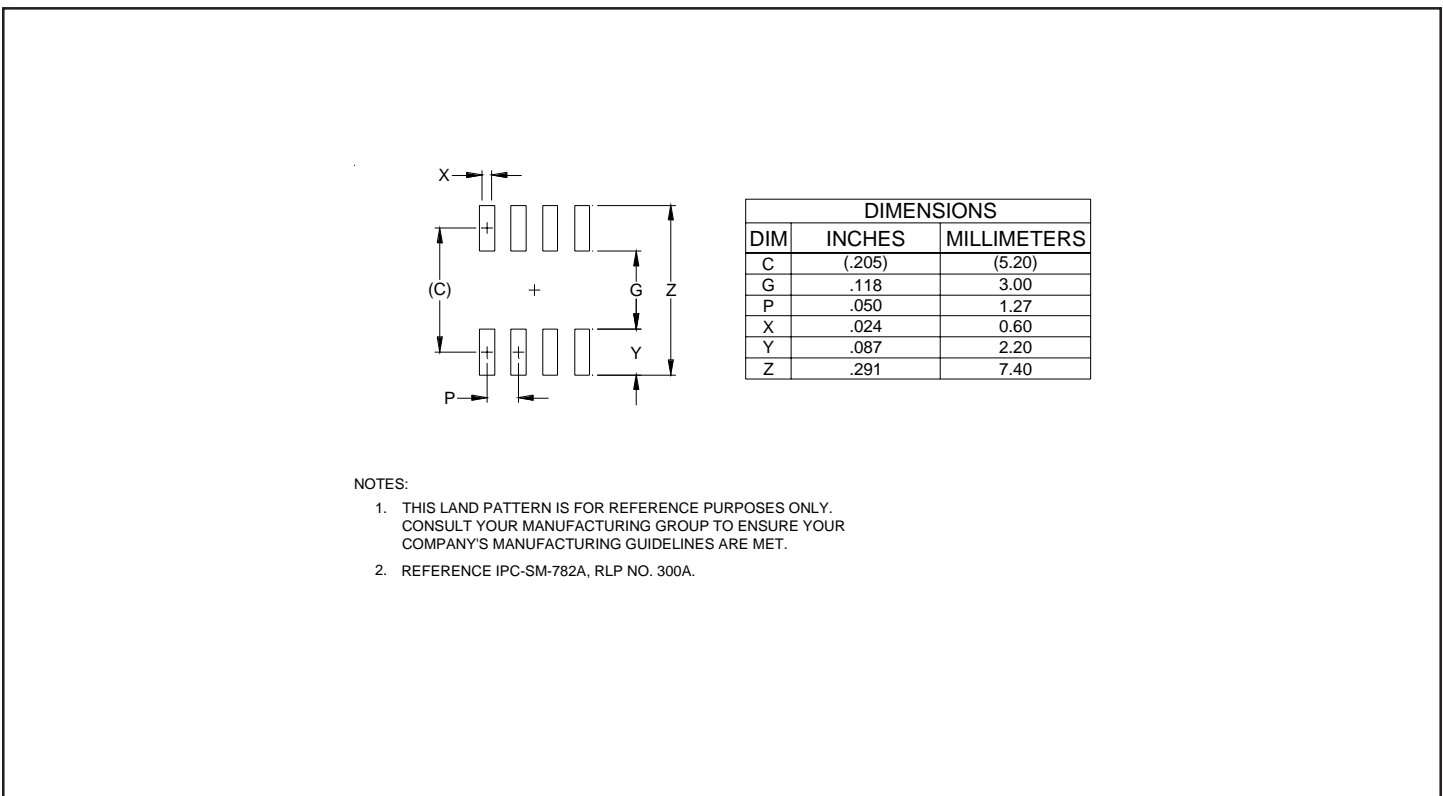 X
(C)
G
Z
Y
P
DIMENSIONS
DIM INCHES MILLIMETERS
C (.205) (5.20)
G .118 3.00
P .050 1.27
X .024 0.60
Y .087 2.20
Z .291 7.40
NOTES:
1. THIS LAND PATTERN IS FOR REFERENCE PURPOSES ONLY.
CONSULT YOUR MANUFACTURING GROUP TO ENSURE YOUR
COMPANY'S MANUFACTURING GUIDELINES ARE MET.
2. REFERENCE IPC-SM-782A, RLP NO. 300A.